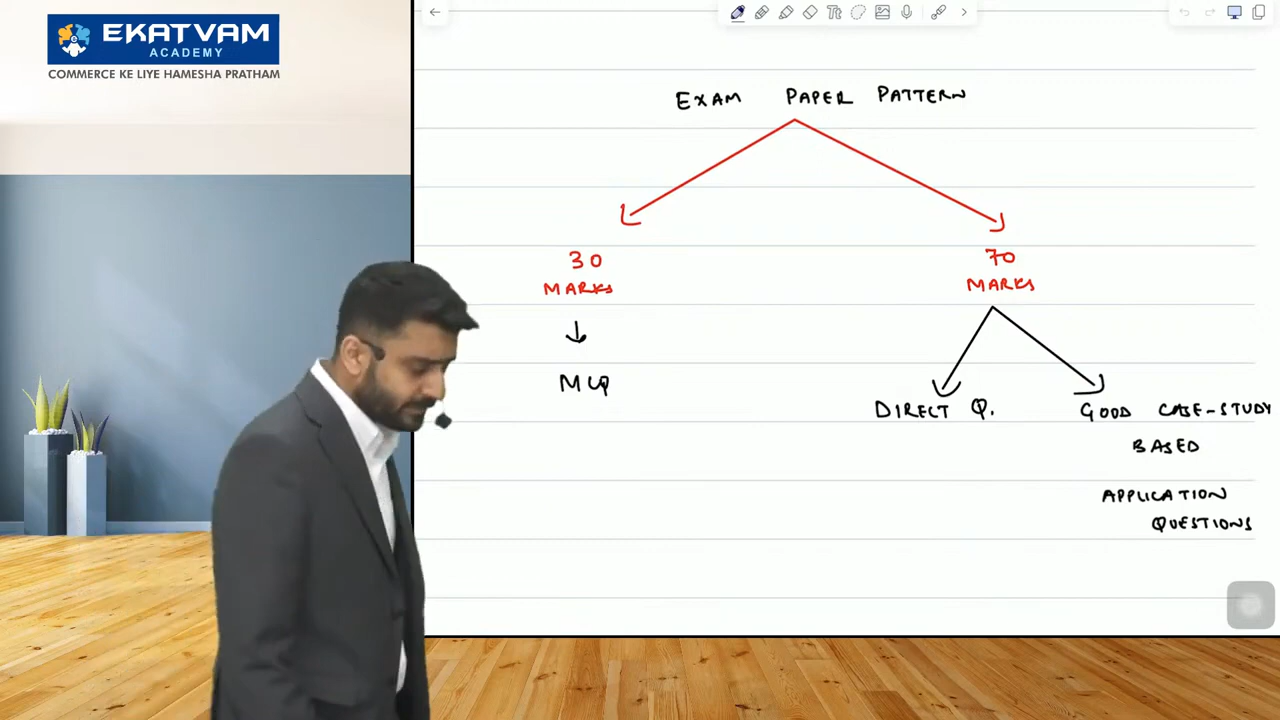 EKATVAM
ACADEMY
COMMERCE KE LIYE HAMESHA PRATHAM
EXAM PAPER PATTERN
30
MARKS
MCQ
70
MARKS
DIRECT Q.
GOOD CASE-STUDY
BASED
APPLICATION
QUESTIONS